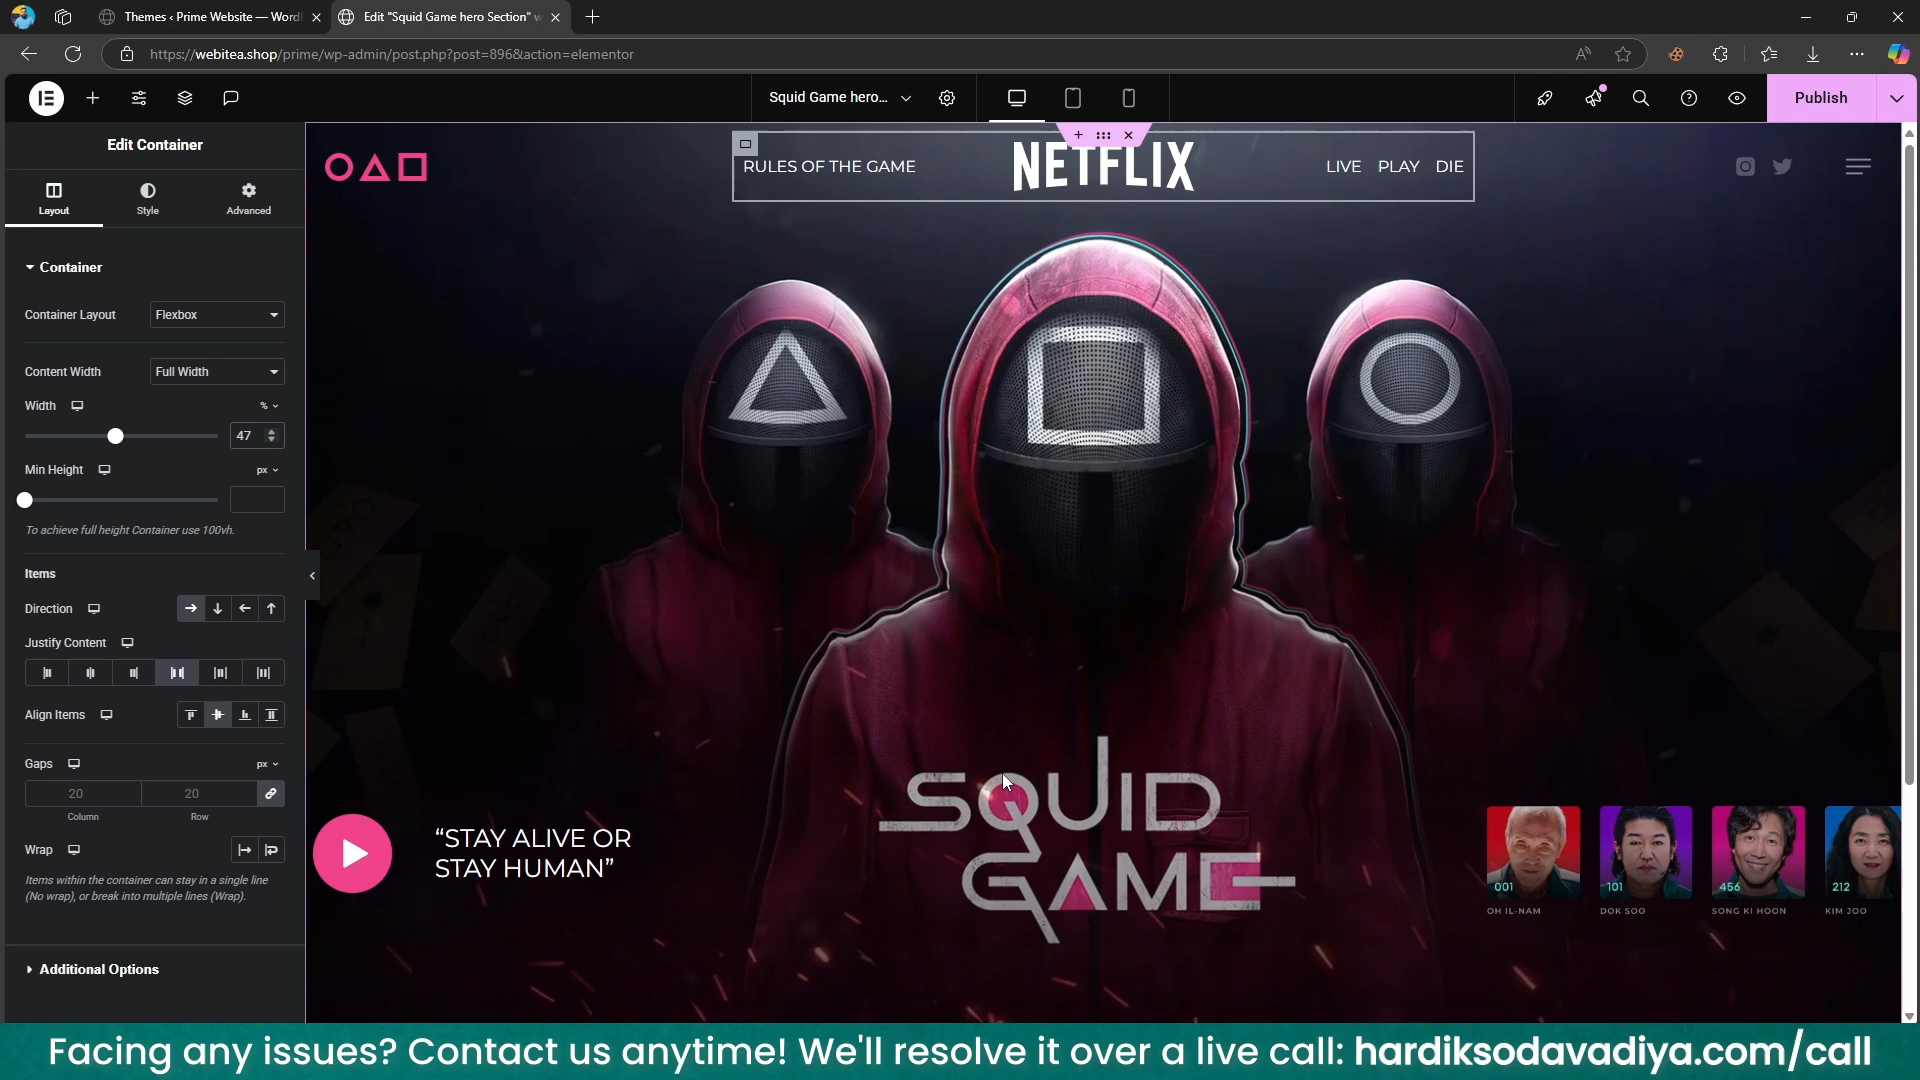 Themes ‹ Prime Website — Word
Edit "Squid Game hero Section" w
https://webitea.shop/prime/wp-admin/post.php?post=896&action=elementor
Squid Game hero...
Publish
Edit Container
Layout
Style
Advanced
Container
Container Layout
Flexbox
Content Width
Full Width
Width
%
47
Min Height
px
To achieve full height Container use 100vh.
Items
Direction
Justify Content
Align Items
Gaps
px
20
20
Column
Row
Wrap
Items within the container can stay in a single line
(No wrap), or break into multiple lines (Wrap).
Additional Options
RULES OF THE GAME
NETFLIX
LIVE PLAY DIE
“STAY ALIVE OR
STAY HUMAN”
SQUID
GAME
001
OH IL-NAM
101
DOK SOO
456
SONG KI HOON
212
KIM JOO
Facing any issues? Contact us anytime! We'll resolve it over a live call: hardiksodavadiya.com/call